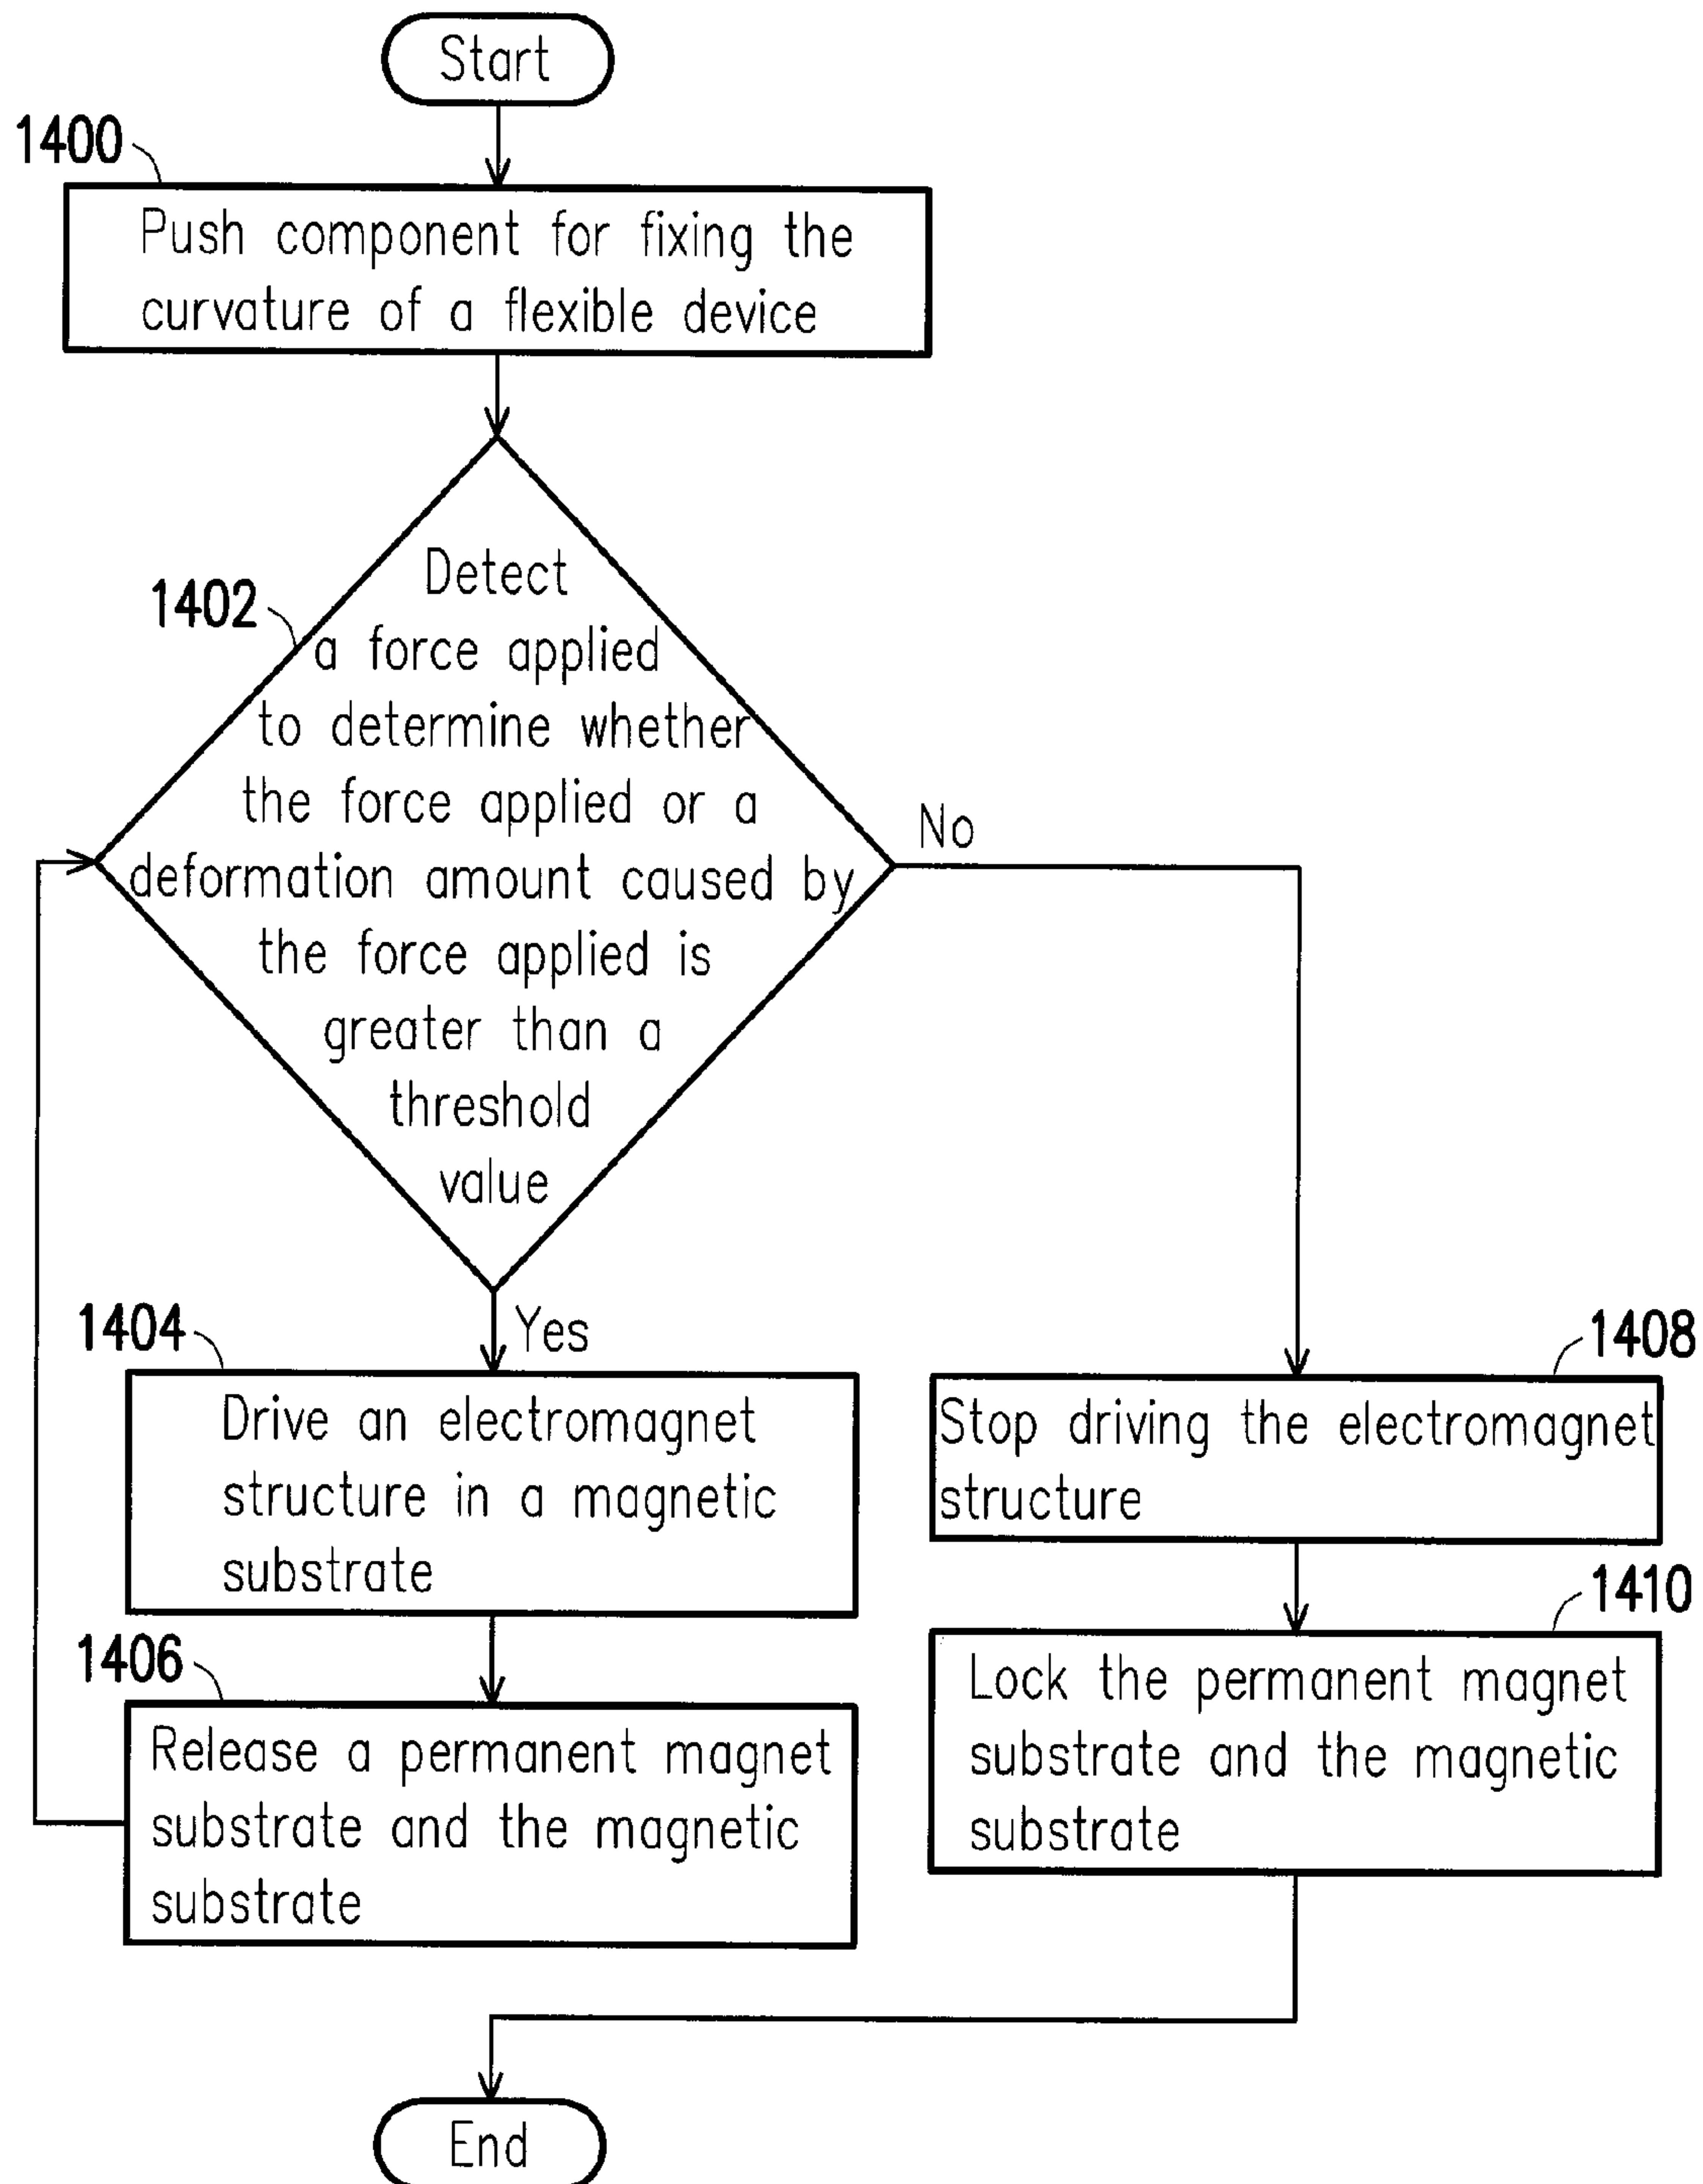 Start
1400
Push component for fixing the
curvature of a flexible device
1402
Detect
a force applied
to determine whether
the force applied or a
deformation amount caused by
the force applied is
greater than a
threshold
value
No
Yes
1404
Drive an electromagnet
structure in a magnetic
substrate
1406
Release a permanent magnet
substrate and the magnetic
substrate
1408
Stop driving the electromagnet
structure
1410
Lock the permanent magnet
substrate and the magnetic
substrate
End